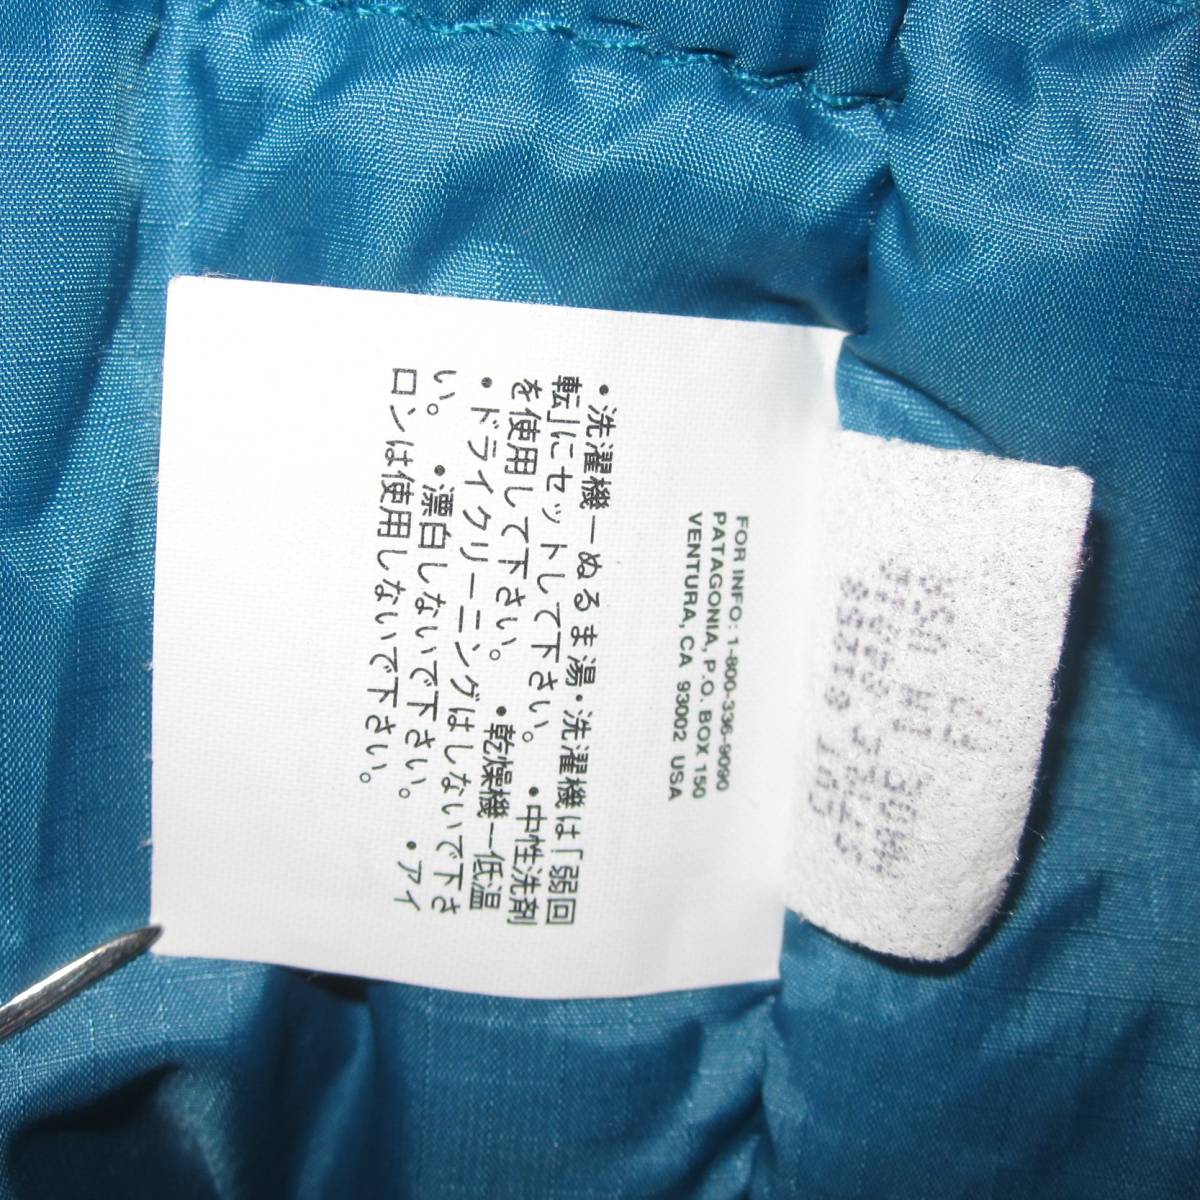 FOR INFO: 1-800-336-9090
PATAGONIA, P.O. BOX 150
VENTURA, CA 93002 USA
•洗濯機—ぬるま湯・洗濯機は「弱回
転」にセットして下さい。 •中性洗剤
を使用して下さい。 •乾燥機—低温
•ドライクリーニングはしないで下さ
い。 •漂白しないで下さい。 •アイ
ロンは使用しないで下さい。